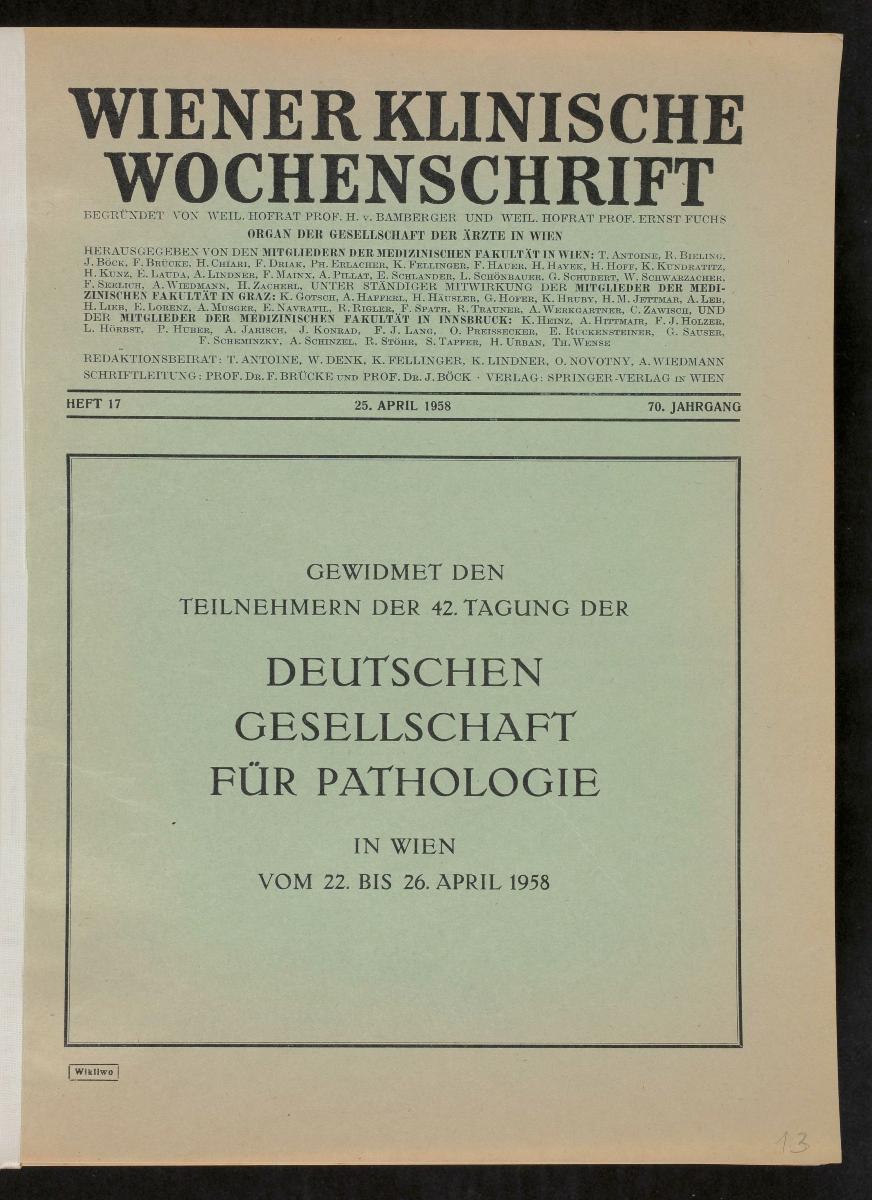 WIENER KLINISCHE
WOCHENSCHRIFT
BEGRÜNDET VON WEIL. HOFRAT PROF. H. v. BAMBERGER UND WEIL. HOFRAT PROF. ERNST FUCHS
ORGAN DER GESELLSCHAFT DER ÄRZTE IN WIEN
HERAUSGEGEBEN VON DEN MITGLIEDERN DER MEDIZINISCHEN FAKULTÄT IN WIEN: T. ANTOINE, R. BIELING,
J. BÖCK, F. BRÜCKE, H. CHIARI, F. DRIAK, PH. ERLACHER, K. FELLINGER, F. HAUER, H. HAYEK, H. HOFF, K. KUNDRATITZ,
H. KUNZ, E. LAUDA, A. LINDNER, F. MAINX, A. PILLAT, E. SCHLANDER, L. SCHÖNBAUER, G. SCHUBERT, W. SCHWARZACHER,
F. SEELICH, A. WIEDMANN, H. ZACHERL, UNTER STÄNDIGER MITWIRKUNG DER MITGLIEDER DER MEDI-
ZINISCHEN FAKULTÄT IN GRAZ: K. GOTSCH, A. HAFFERL, H. HÄUSLER, G. HOFER, K. HRUBY, H. M. JETTMAR, A. LEB,
H. LIEB, E. LORENZ, A. MUSGER, E. NAVRATIL, R. RIGLER, F. SPATH, R. TRAUNER, A. WERKGARTNER, C. ZAWISCH, UND
DER MITGLIEDER DER MEDIZINISCHEN FAKULTÄT IN INNSBRUCK: K. HEINZ, A. HITTMAIR, F. J. HOLZER,
L. HÖRBST, P. HUBER, A. JARISCH, J. KONRAD, F. J. LANG, O. PREISSECKER, E. RUCKENSTEINER, G. SAUSER,
F. SCHEMINZKY, A. SCHINZEL, R. STÖHR, S. TAPFER, H. URBAN, TH. WENSE
REDAKTIONSBEIRAT: T. ANTOINE, W. DENK, K. FELLINGER, K. LINDNER, O. NOVOTNY, A. WIEDMANN
SCHRIFTLEITUNG: PROF. DR. F. BRÜCKE UND PROF. DR. J. BÖCK · VERLAG: SPRINGER-VERLAG IN WIEN
HEFT 17 25. APRIL 1958 70. JAHRGANG
GEWIDMET DEN
TEILNEHMERN DER 42. TAGUNG DER
DEUTSCHEN
GESELLSCHAFT
FÜR PATHOLOGIE
IN WIEN
VOM 22. BIS 26. APRIL 1958
Wikliwo
13